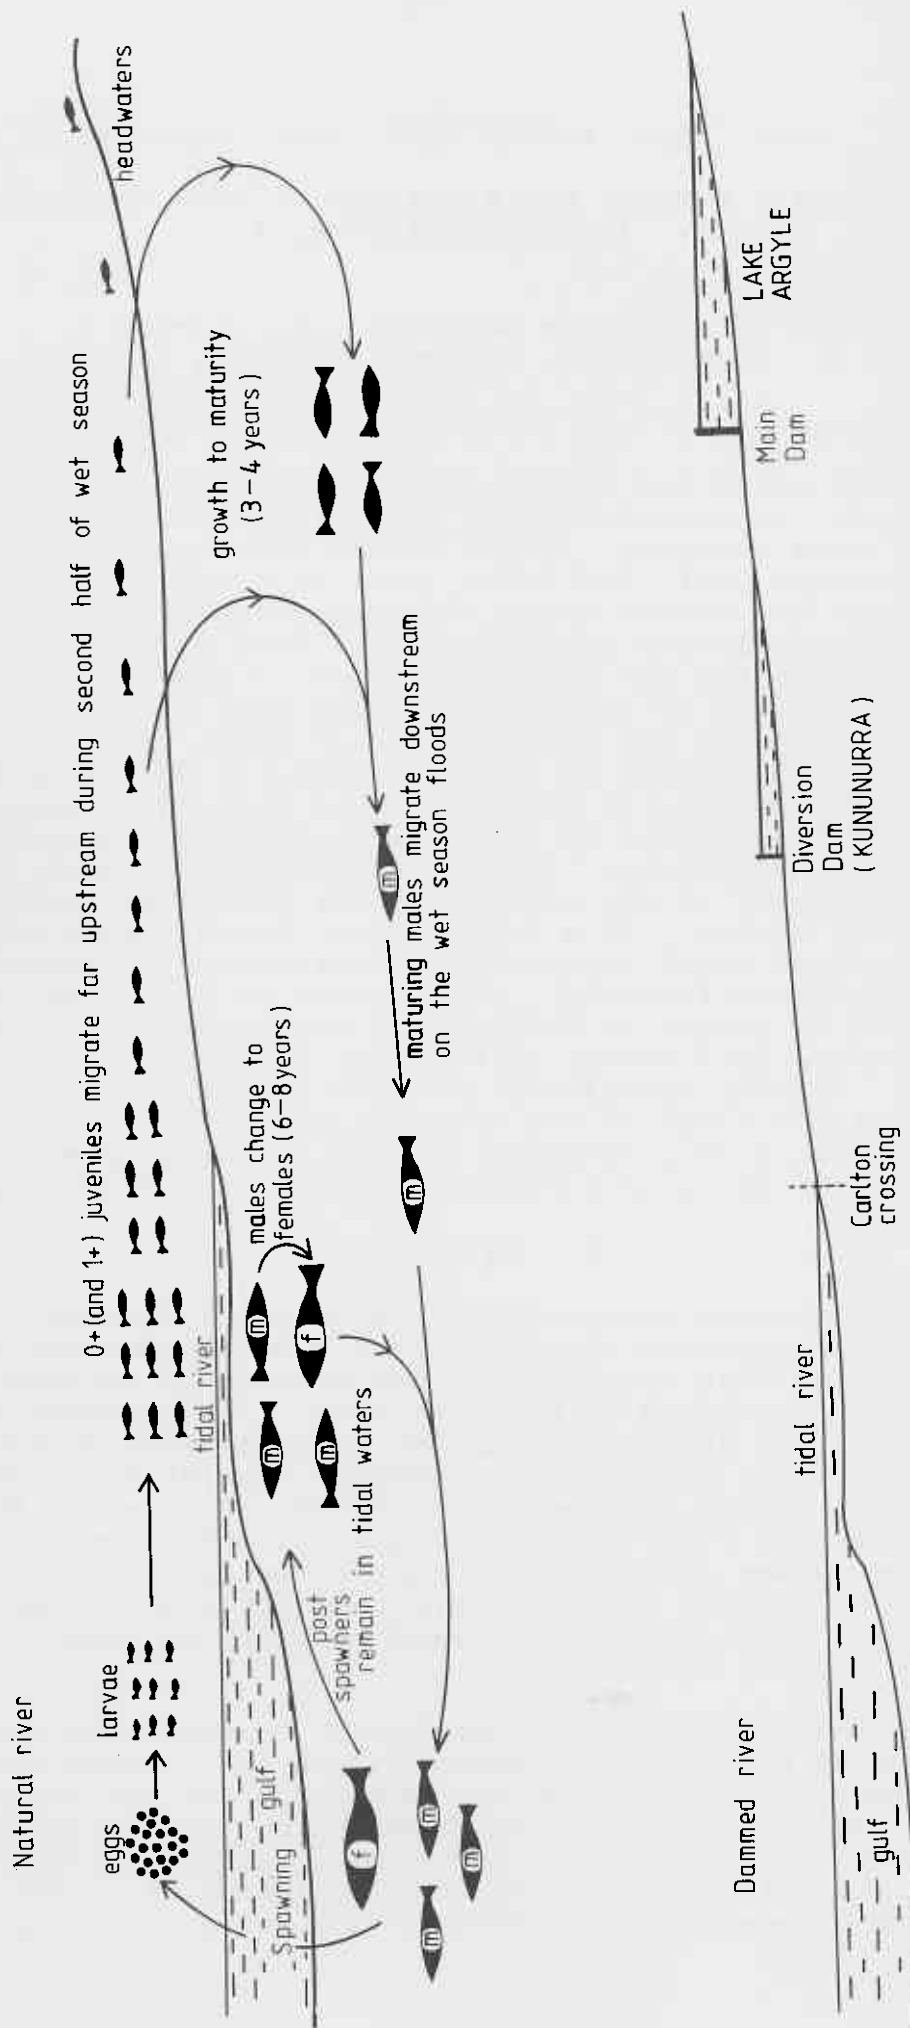 Natural river
eggs
larvae
0+(and 1+) juveniles migrate far upstream during second half of wet season
headwaters
tidal river
Spawning - gulf
males change to
females (6-8years)
growth to maturity
(3-4 years)
post
spawners
remain in tidal waters
maturing males migrate downstream
on the wet season floods
m
f
m
m
f
m
m
m
m
m
Dammed river
gulf
tidal river
Carlton
crossing
Diversion
Dam
(KUNUNURRA)
Main
Dam
LAKE
ARGYLE